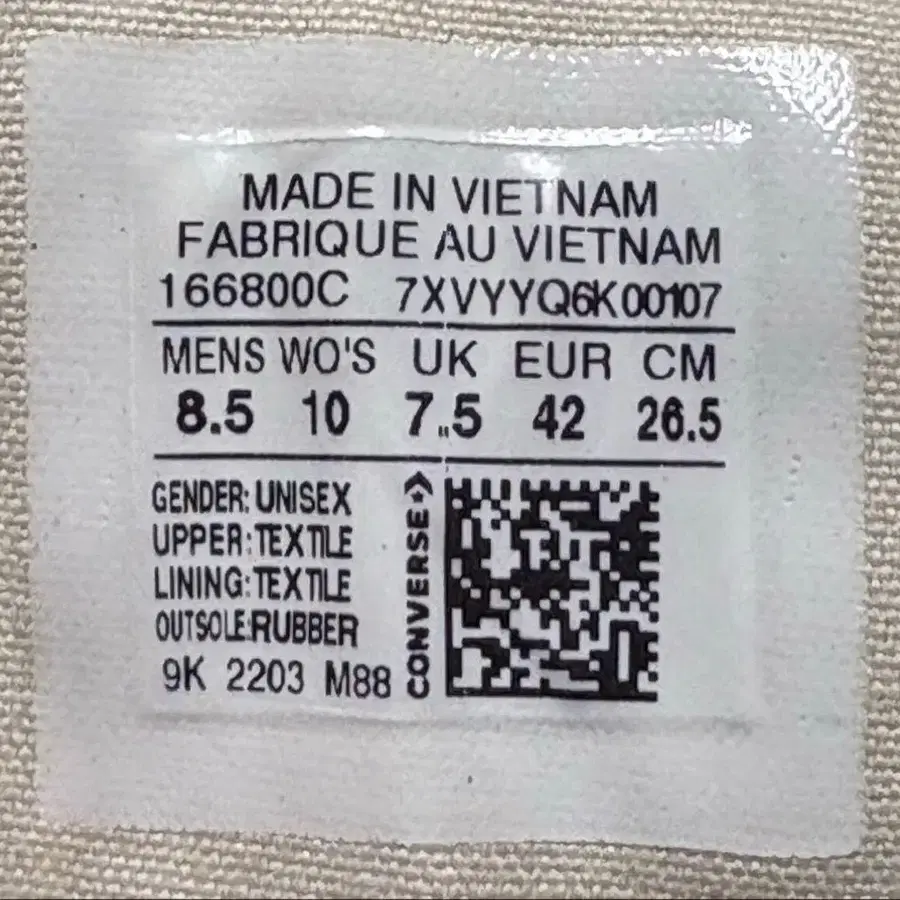 MADE IN VIETNAM
FABRIQUE AU VIETNAM
166800C 7XVYYQ6K00107
MENS WO'S UK EUR CM
8.5 10 7.5 42 26.5
GENDER: UNISEX
UPPER:TEXTILE
LINING:TEXTILE
OUTSOLE:RUBBER
9K 2203 M88
CONVERSE